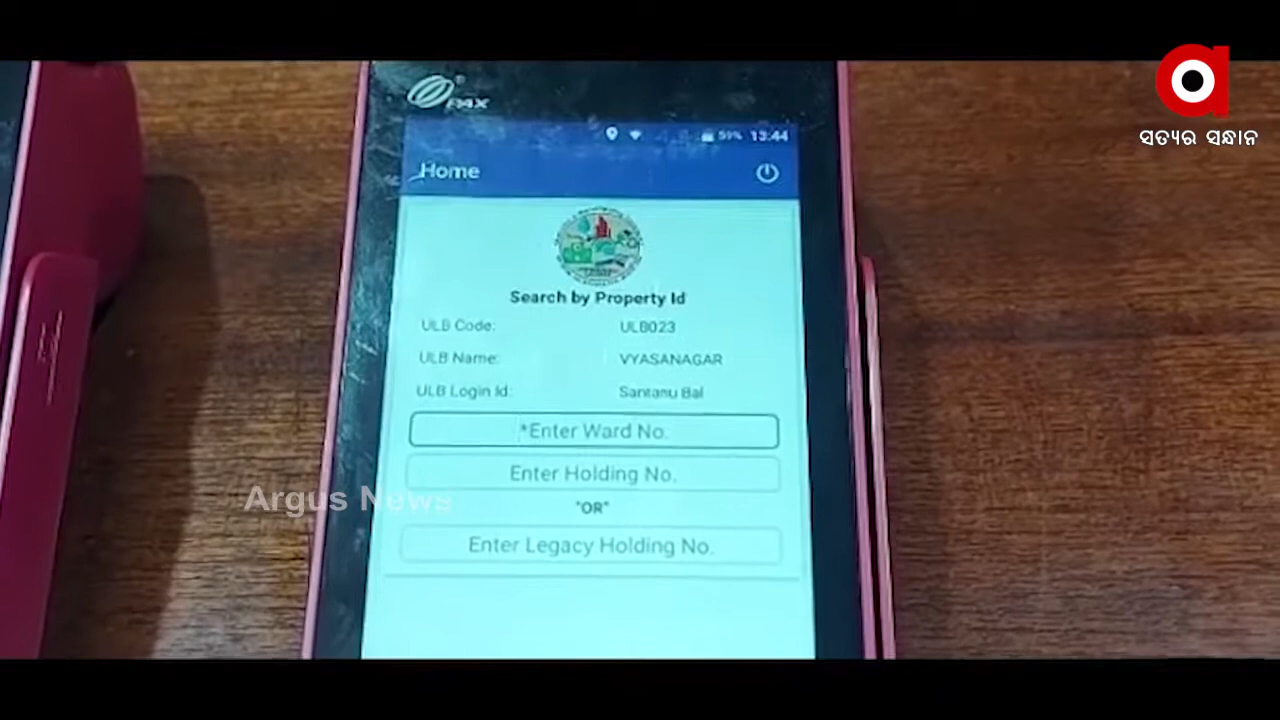 PAX
ସତ୍ୟର ସନ୍ଧାନ
59% 13:44
Home
Search by Property Id
ULB Code: ULB023
ULB Name: VYASANAGAR
ULB Login Id: Santanu Bal
*Enter Ward No.
Enter Holding No.
"OR"
Enter Legacy Holding No.
Argus News